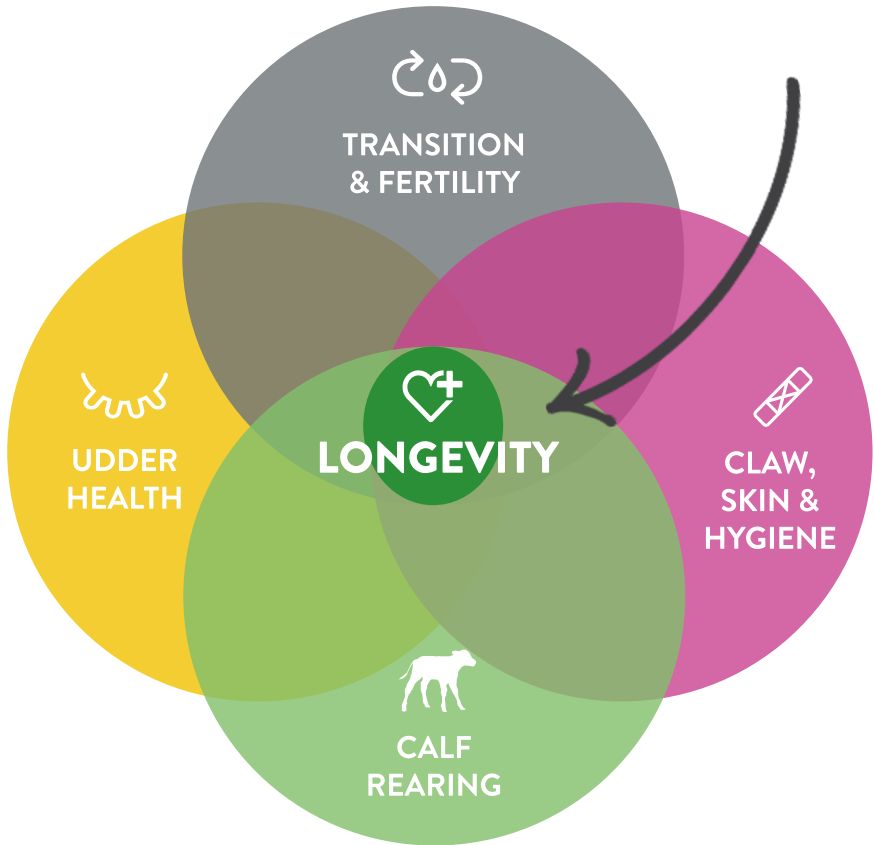 TRANSITION
& FERTILITY
UDDER
HEALTH
LONGEVITY
CLAW,
SKIN &
HYGIENE
CALF
REARING